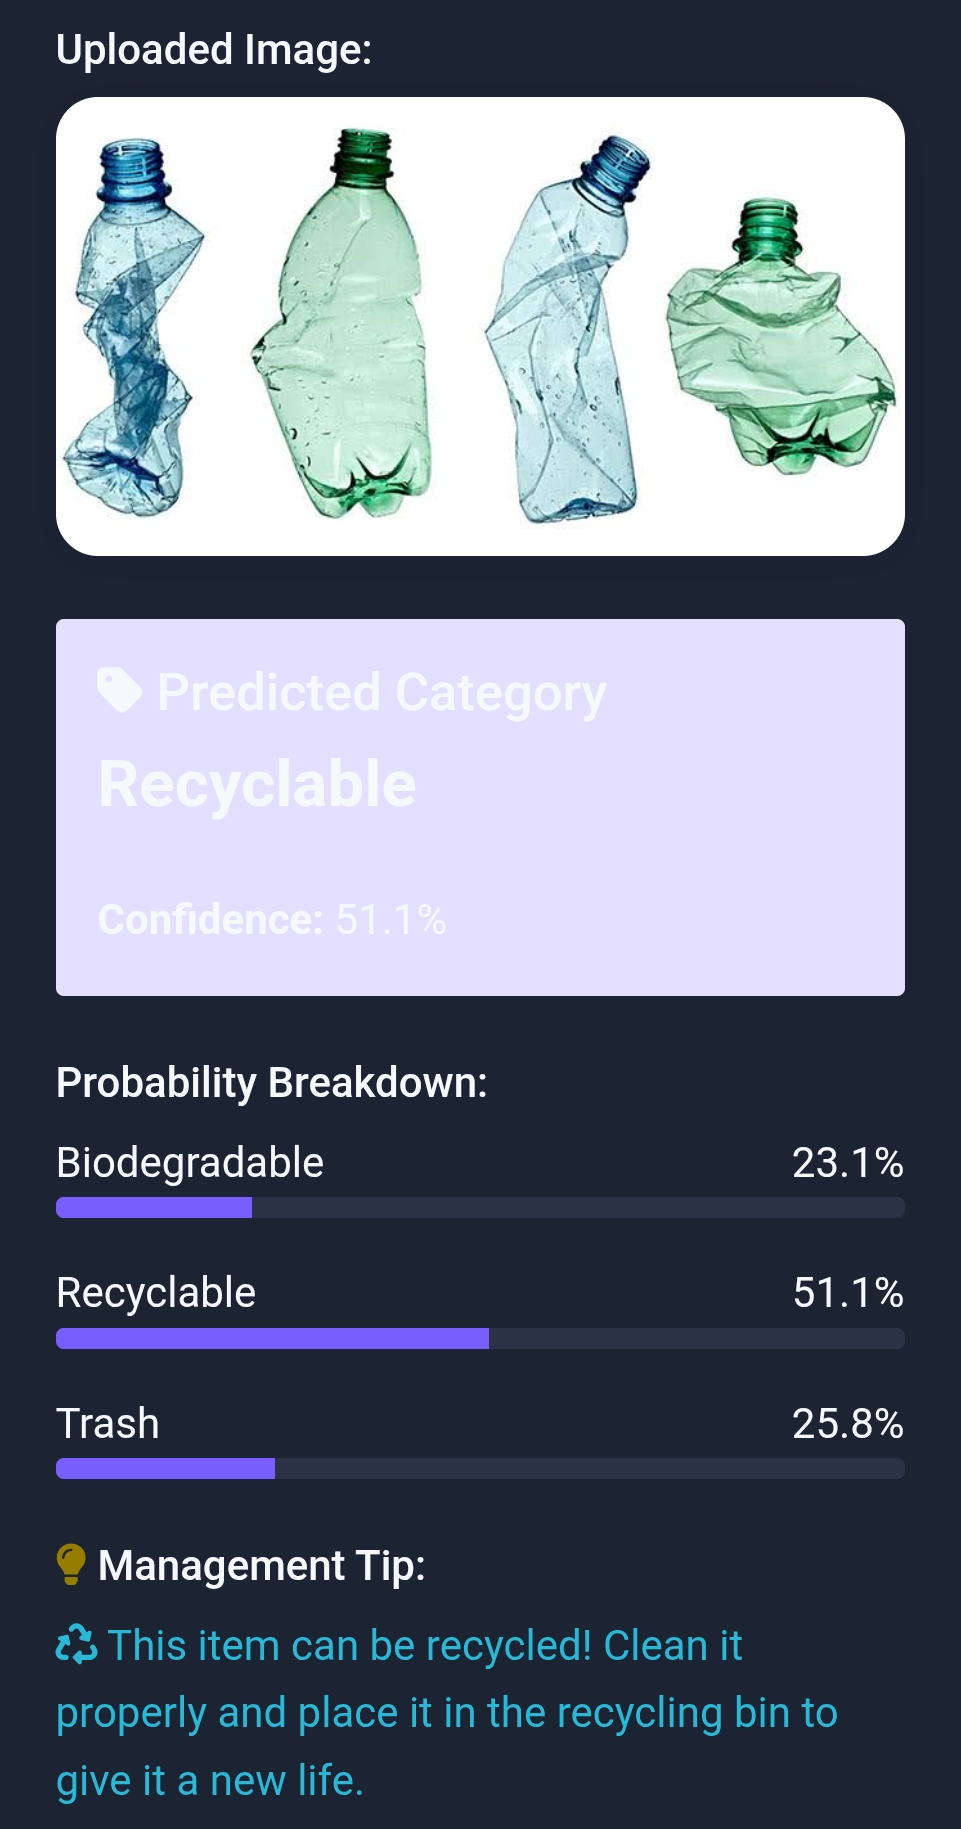 Uploaded Image:
Predicted Category
Recyclable
Confidence: 51.1%
Probability Breakdown:
Biodegradable 23.1%
Recyclable 51.1%
Trash 25.8%
Management Tip:
This item can be recycled! Clean it
properly and place it in the recycling bin to
give it a new life.